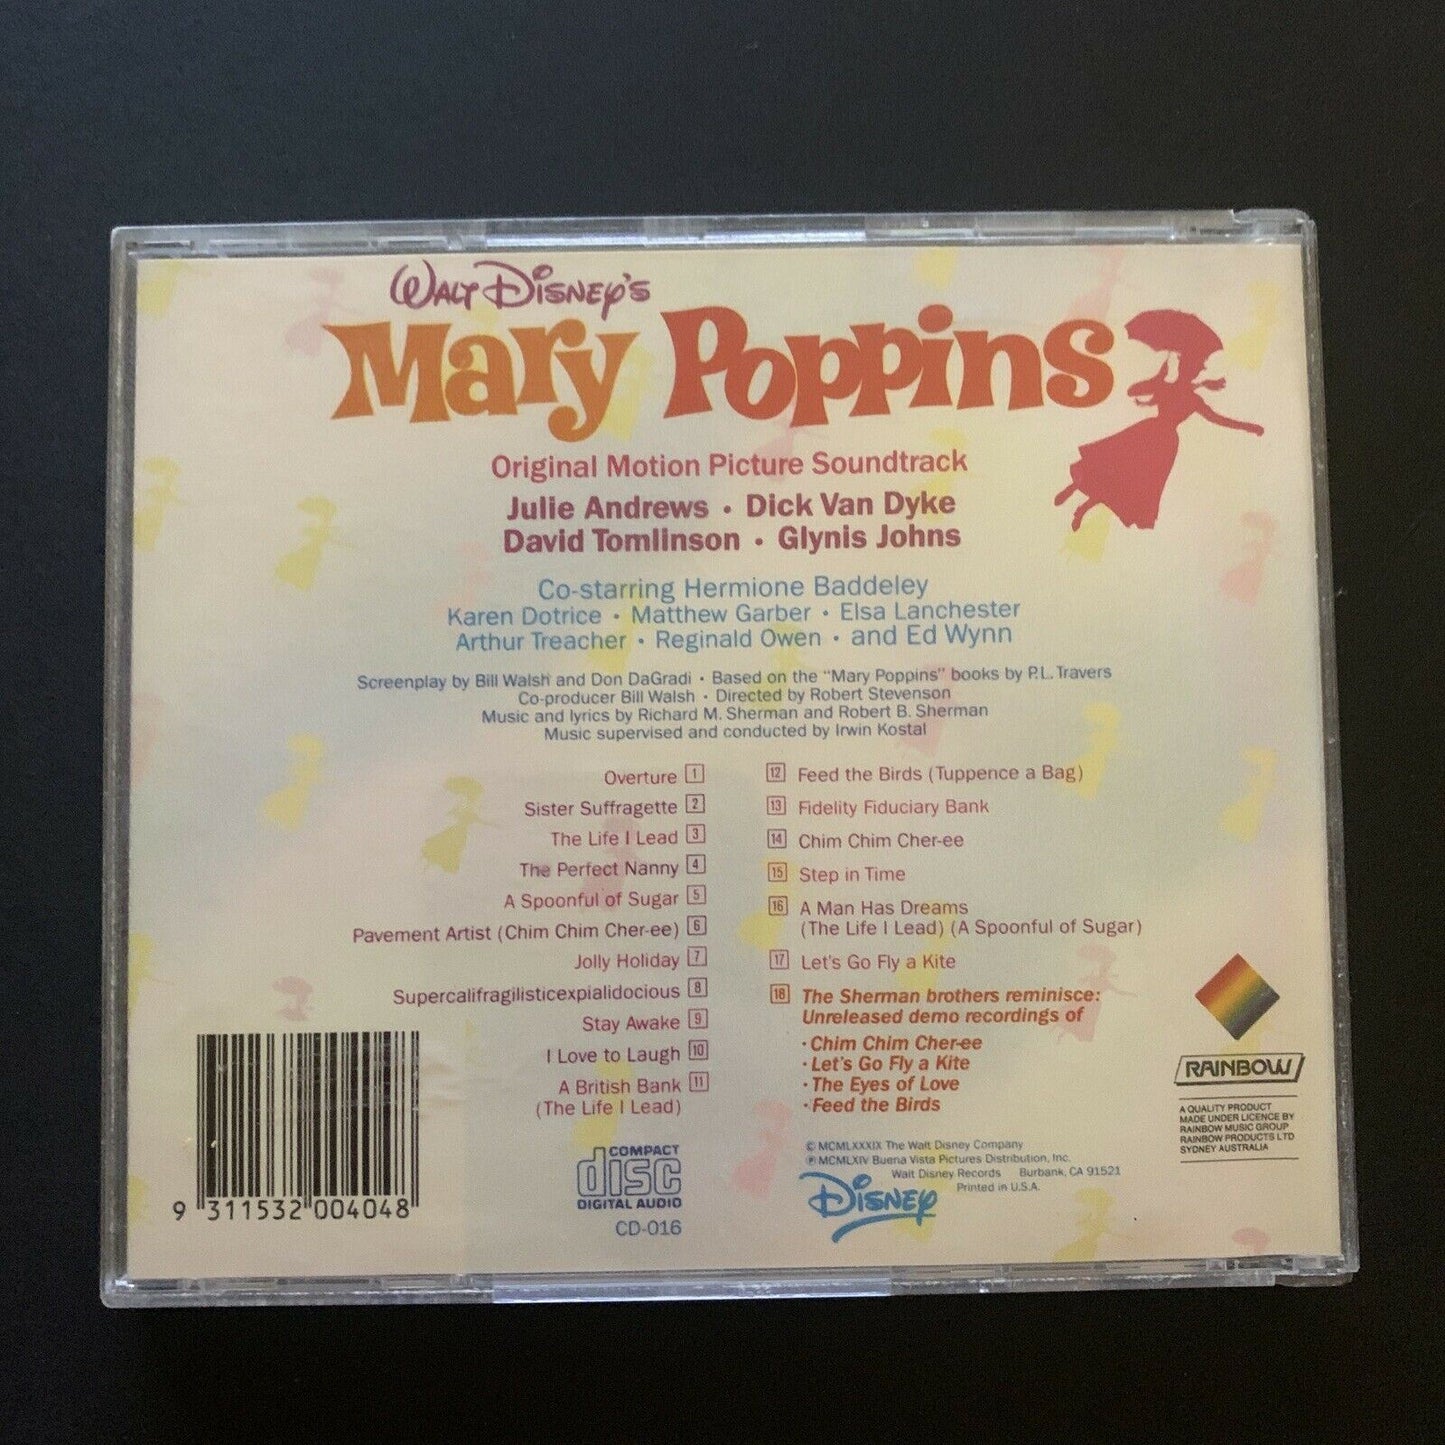 Walt Disney's
Mary Poppins
Original Motion Picture Soundtrack
Julie Andrews • Dick Van Dyke
David Tomlinson • Glynis Johns
Co-starring Hermione Baddeley
Karen Dotrice • Matthew Garber • Elsa Lanchester
Arthur Treacher • Reginald Owen • and Ed Wynn
Screenplay by Bill Walsh and Don DaGradi • Based on the "Mary Poppins" books by P.L. Travers
Co-producer Bill Walsh • Directed by Robert Stevenson
Music and lyrics by Richard M. Sherman and Robert B. Sherman
Music supervised and conducted by Irwin Kostal
Overture 1
Sister Suffragette 2
The Life I Lead 3
The Perfect Nanny 4
A Spoonful of Sugar 5
Pavement Artist (Chim Chim Cher-ee) 6
Jolly Holiday 7
Supercalifragilisticexpialidocious 8
Stay Awake 9
I Love to Laugh 10
A British Bank 11
(The Life I Lead)
12 Feed the Birds (Tuppence a Bag)
13 Fidelity Fiduciary Bank
14 Chim Chim Cher-ee
15 Step in Time
16 A Man Has Dreams
(The Life I Lead) (A Spoonful of Sugar)
17 Let's Go Fly a Kite
18 The Sherman brothers reminisce:
Unreleased demo recordings of
• Chim Chim Cher-ee
• Let's Go Fly a Kite
• The Eyes of Love
• Feed the Birds
RAINBOW
A QUALITY PRODUCT
MADE UNDER LICENCE BY
RAINBOW MUSIC GROUP
RAINBOW PRODUCTS LTD
SYDNEY AUSTRALIA
9 311532 004048
COMPACT
disc
DIGITAL AUDIO
CD-016
© MCMLXXXIX The Walt Disney Company
℗ MCMLXIV Buena Vista Pictures Distribution, Inc.
Walt Disney Records Burbank, CA 91521
Printed in U.S.A.
Disney